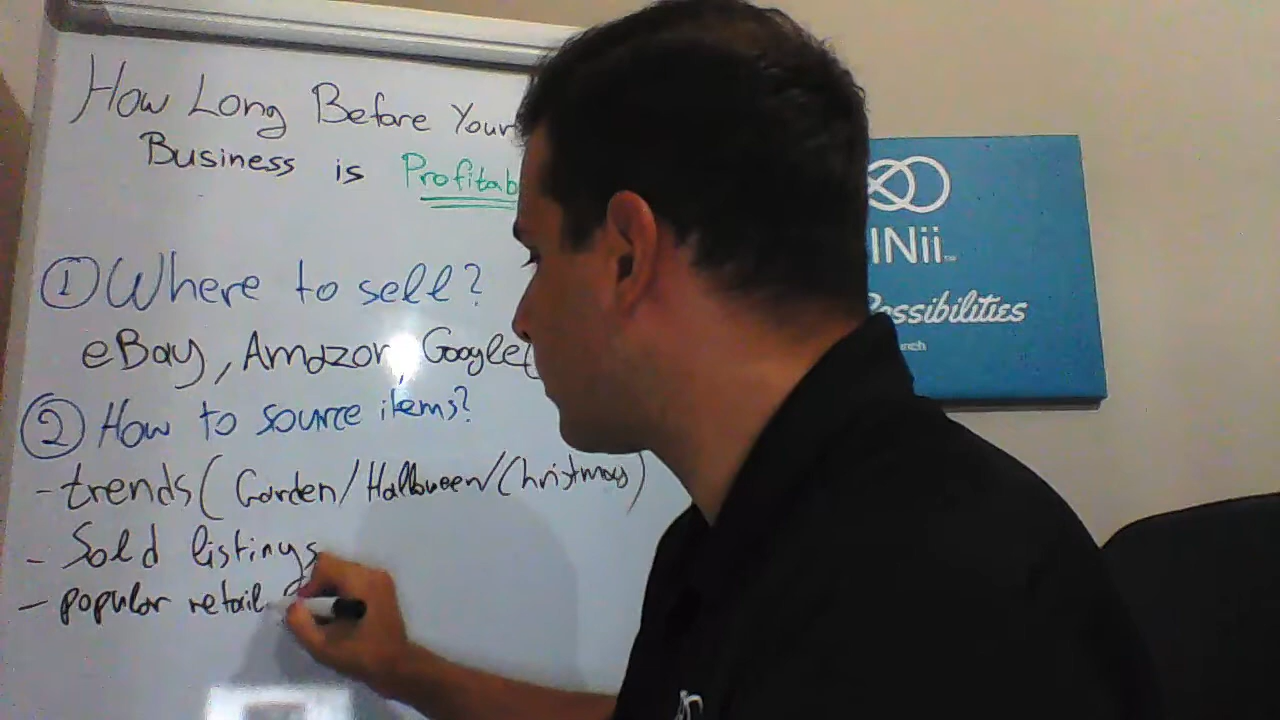 How Long Before Your
Business is Profitab
① Where to sell?
eBay, Amazon, Google(
② How to source items?
- trends (Garden/Halloween/Christmas)
- Sold listings
- popular retail
INii™
Possibilities